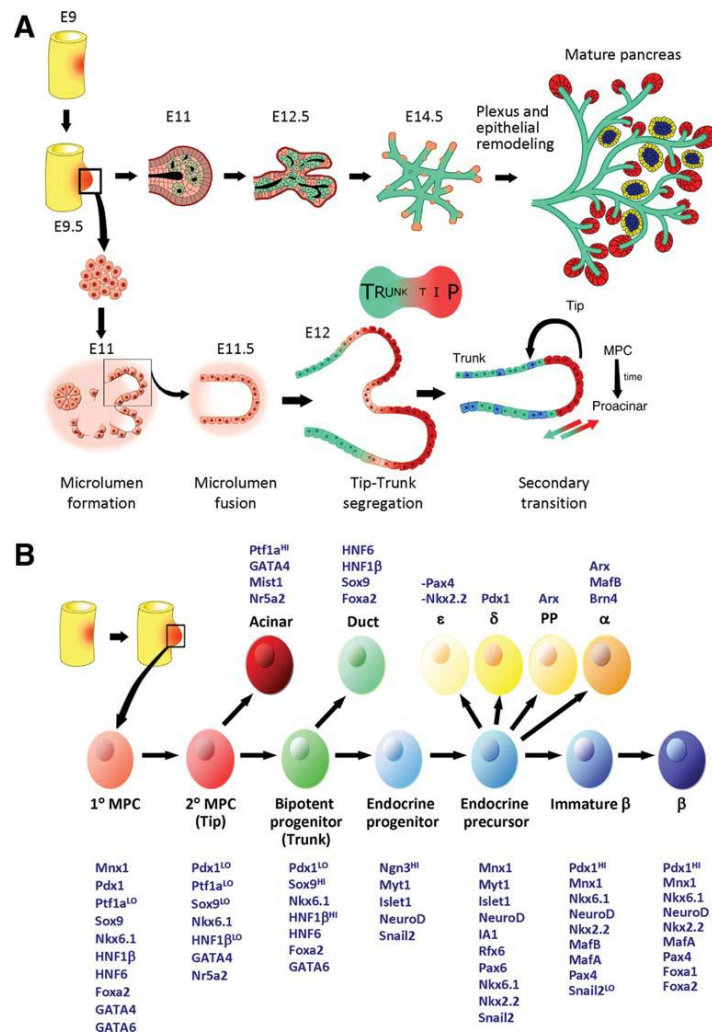 A
E9
E9.5
E11
E12.5
E14.5
Plexus and
epithelial
remodeling
Mature pancreas
E11
E11.5
E12
TRUNK TIP
Trunk
Tip
MPC
time
Proacinar
Microlumen
formation
Microlumen
fusion
Tip-Trunk
segregation
Secondary
transition
B
Ptf1aHI
GATA4
Mist1
Nr5a2
Acinar
HNF6
HNF1β
Sox9
Foxa2
Duct
-Pax4
-Nkx2.2
ε
Pdx1
δ
Arx
PP
Arx
MafB
Brn4
α
1° MPC
2° MPC
(Tip)
Bipotent
progenitor
(Trunk)
Endocrine
progenitor
Endocrine
precursor
Immature β
β
Mnx1
Pdx1
Ptf1aLO
Sox9
Nkx6.1
HNF1β
HNF6
Foxa2
GATA4
GATA6
Pdx1LO
Ptf1aLO
Sox9LO
Nkx6.1
HNF1βLO
GATA4
Nr5a2
Pdx1LO
Sox9HI
Nkx6.1
HNF1βHI
HNF6
Foxa2
GATA6
Ngn3HI
Myt1
Islet1
NeuroD
Snail2
Mnx1
Myt1
Islet1
NeuroD
IA1
Rfx6
Pax6
Nkx6.1
Nkx2.2
Snail2
Pdx1HI
Mnx1
Nkx6.1
NeuroD
Nkx2.2
MafB
MafA
Pax4
Snail2LO
Pdx1HI
Mnx1
Nkx6.1
NeuroD
Nkx2.2
MafA
Pax4
Foxa1
Foxa2